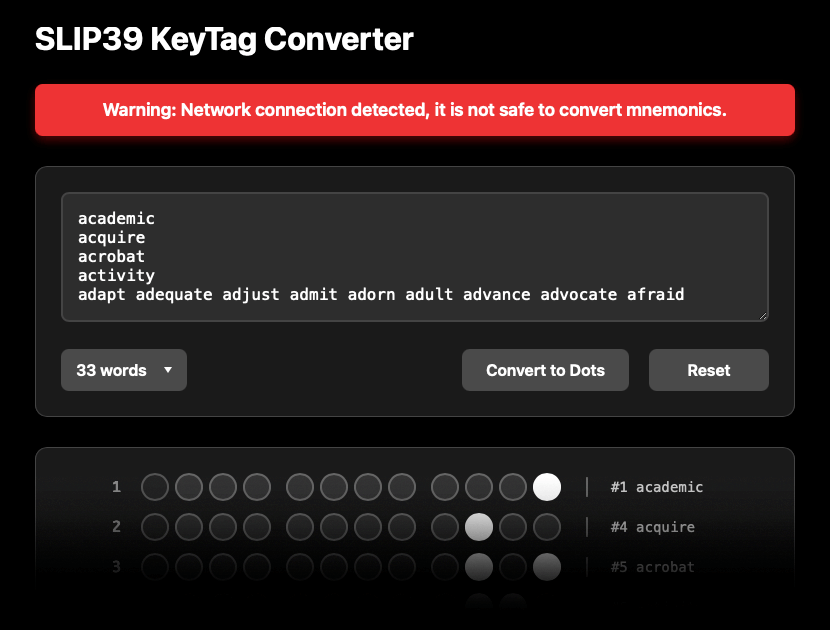 SLIP39 KeyTag Converter
Warning: Network connection detected, it is not safe to convert mnemonics.
academic
acquire
acrobat
activity
adapt adequate adjust admit adorn adult advance advocate afraid
33 words
Convert to Dots
Reset
1 | #1 academic
2 | #4 acquire
3 | #5 acrobat